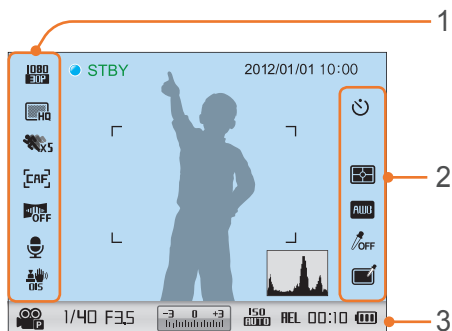 1
1080
30P
STBY
2012/01/01 10:00
HQ
x5
CAF
2
OFF
AWB
OFF
OIS
P
1/40 F3.5
-3 0 +3
ISO
AUTO
AEL 00:10
3